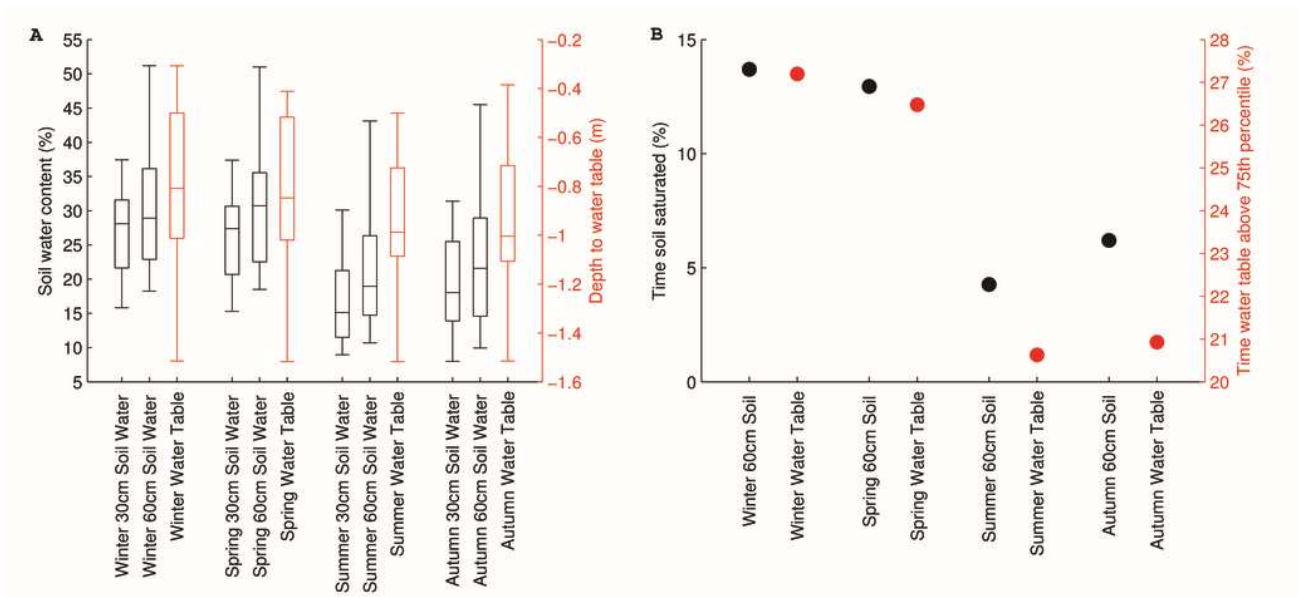 A
55
50
45
40
35
30
25
20
15
10
5
Soil water content (%)
−0.2
−0.4
−0.6
−0.8
−1
−1.2
−1.4
−1.6
Depth to water table (m)
Winter 30cm Soil Water
Winter 60cm Soil Water
Winter Water Table
Spring 30cm Soil Water
Spring 60cm Soil Water
Spring Water Table
Summer 30cm Soil Water
Summer 60cm Soil Water
Summer Water Table
Autumn 30cm Soil Water
Autumn 60cm Soil Water
Autumn Water Table
B
15
10
5
0
Time soil saturated (%)
28
27
26
25
24
23
22
21
20
Time water table above 75th percentile (%)
Winter 60cm Soil
Winter Water Table
Spring 60cm Soil
Spring Water Table
Summer 60cm Soil
Summer Water Table
Autumn 60cm Soil
Autumn Water Table